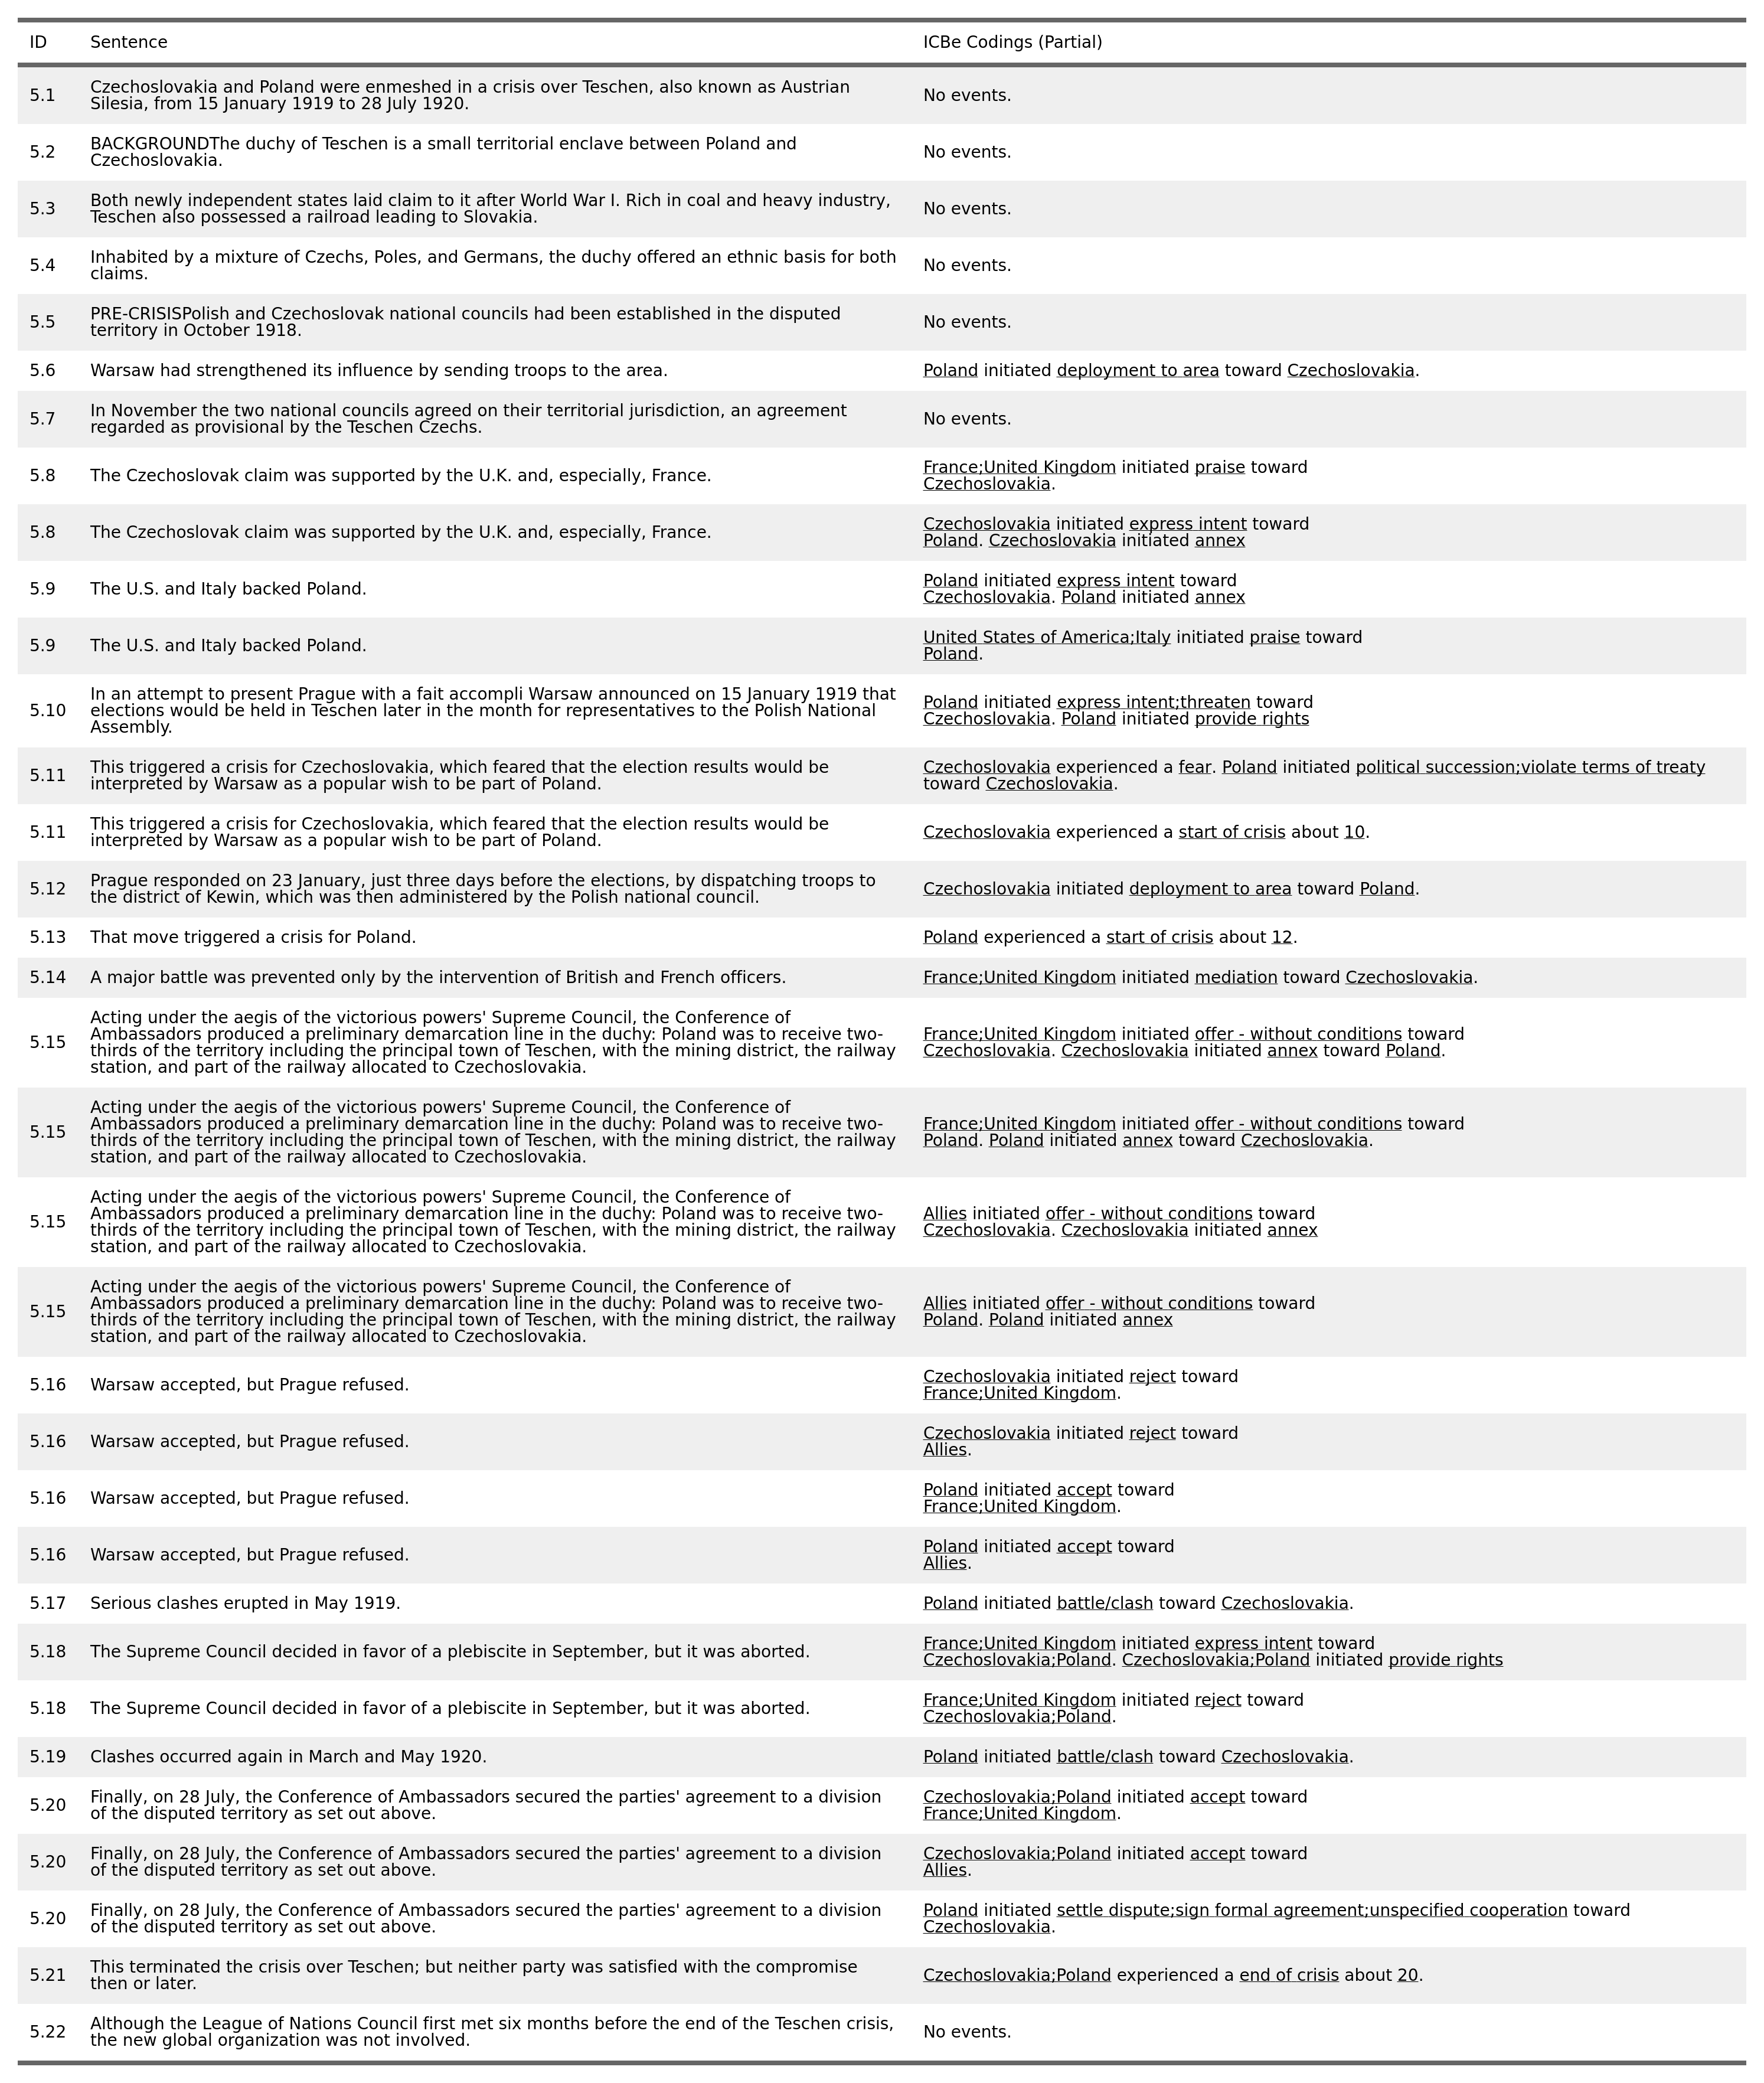 ID Sentence ICBe Codings (Partial)
5.1 Czechoslovakia and Poland were enmeshed in a crisis over Teschen, also known as Austrian
Silesia, from 15 January 1919 to 28 July 1920. No events.
5.2 BACKGROUNDThe duchy of Teschen is a small territorial enclave between Poland and
Czechoslovakia. No events.
5.3 Both newly independent states laid claim to it after World War I. Rich in coal and heavy industry,
Teschen also possessed a railroad leading to Slovakia. No events.
5.4 Inhabited by a mixture of Czechs, Poles, and Germans, the duchy offered an ethnic basis for both
claims. No events.
5.5 PRE-CRISISPolish and Czechoslovak national councils had been established in the disputed
territory in October 1918. No events.
5.6 Warsaw had strengthened its influence by sending troops to the area. Poland initiated deployment to area toward Czechoslovakia.
5.7 In November the two national councils agreed on their territorial jurisdiction, an agreement
regarded as provisional by the Teschen Czechs. No events.
5.8 The Czechoslovak claim was supported by the U.K. and, especially, France. France;United Kingdom initiated praise toward
Czechoslovakia.
5.8 The Czechoslovak claim was supported by the U.K. and, especially, France. Czechoslovakia initiated express intent toward
Poland. Czechoslovakia initiated annex
5.9 The U.S. and Italy backed Poland. Poland initiated express intent toward
Czechoslovakia. Poland initiated annex
5.9 The U.S. and Italy backed Poland. United States of America;Italy initiated praise toward
Poland.
5.10 In an attempt to present Prague with a fait accompli Warsaw announced on 15 January 1919 that
elections would be held in Teschen later in the month for representatives to the Polish National
Assembly. Poland initiated express intent;threaten toward
Czechoslovakia. Poland initiated provide rights
5.11 This triggered a crisis for Czechoslovakia, which feared that the election results would be
interpreted by Warsaw as a popular wish to be part of Poland. Czechoslovakia experienced a fear. Poland initiated political succession;violate terms of treaty
toward Czechoslovakia.
5.11 This triggered a crisis for Czechoslovakia, which feared that the election results would be
interpreted by Warsaw as a popular wish to be part of Poland. Czechoslovakia experienced a start of crisis about 10.
5.12 Prague responded on 23 January, just three days before the elections, by dispatching troops to
the district of Kewin, which was then administered by the Polish national council. Czechoslovakia initiated deployment to area toward Poland.
5.13 That move triggered a crisis for Poland. Poland experienced a start of crisis about 12.
5.14 A major battle was prevented only by the intervention of British and French officers. France;United Kingdom initiated mediation toward Czechoslovakia.
5.15 Acting under the aegis of the victorious powers' Supreme Council, the Conference of
Ambassadors produced a preliminary demarcation line in the duchy: Poland was to receive two-
thirds of the territory including the principal town of Teschen, with the mining district, the railway
station, and part of the railway allocated to Czechoslovakia. France;United Kingdom initiated offer - without conditions toward
Czechoslovakia. Czechoslovakia initiated annex toward Poland.
5.15 Acting under the aegis of the victorious powers' Supreme Council, the Conference of
Ambassadors produced a preliminary demarcation line in the duchy: Poland was to receive two-
thirds of the territory including the principal town of Teschen, with the mining district, the railway
station, and part of the railway allocated to Czechoslovakia. France;United Kingdom initiated offer - without conditions toward
Poland. Poland initiated annex toward Czechoslovakia.
5.15 Acting under the aegis of the victorious powers' Supreme Council, the Conference of
Ambassadors produced a preliminary demarcation line in the duchy: Poland was to receive two-
thirds of the territory including the principal town of Teschen, with the mining district, the railway
station, and part of the railway allocated to Czechoslovakia. Allies initiated offer - without conditions toward
Czechoslovakia. Czechoslovakia initiated annex
5.15 Acting under the aegis of the victorious powers' Supreme Council, the Conference of
Ambassadors produced a preliminary demarcation line in the duchy: Poland was to receive two-
thirds of the territory including the principal town of Teschen, with the mining district, the railway
station, and part of the railway allocated to Czechoslovakia. Allies initiated offer - without conditions toward
Poland. Poland initiated annex
5.16 Warsaw accepted, but Prague refused. Czechoslovakia initiated reject toward
France;United Kingdom.
5.16 Warsaw accepted, but Prague refused. Czechoslovakia initiated reject toward
Allies.
5.16 Warsaw accepted, but Prague refused. Poland initiated accept toward
France;United Kingdom.
5.16 Warsaw accepted, but Prague refused. Poland initiated accept toward
Allies.
5.17 Serious clashes erupted in May 1919. Poland initiated battle/clash toward Czechoslovakia.
5.18 The Supreme Council decided in favor of a plebiscite in September, but it was aborted. France;United Kingdom initiated express intent toward
Czechoslovakia;Poland. Czechoslovakia;Poland initiated provide rights
5.18 The Supreme Council decided in favor of a plebiscite in September, but it was aborted. France;United Kingdom initiated reject toward
Czechoslovakia;Poland.
5.19 Clashes occurred again in March and May 1920. Poland initiated battle/clash toward Czechoslovakia.
5.20 Finally, on 28 July, the Conference of Ambassadors secured the parties' agreement to a division
of the disputed territory as set out above. Czechoslovakia;Poland initiated accept toward
France;United Kingdom.
5.20 Finally, on 28 July, the Conference of Ambassadors secured the parties' agreement to a division
of the disputed territory as set out above. Czechoslovakia;Poland initiated accept toward
Allies.
5.20 Finally, on 28 July, the Conference of Ambassadors secured the parties' agreement to a division
of the disputed territory as set out above. Poland initiated settle dispute;sign formal agreement;unspecified cooperation toward
Czechoslovakia.
5.21 This terminated the crisis over Teschen; but neither party was satisfied with the compromise
then or later. Czechoslovakia;Poland experienced a end of crisis about 20.
5.22 Although the League of Nations Council first met six months before the end of the Teschen crisis,
the new global organization was not involved. No events.